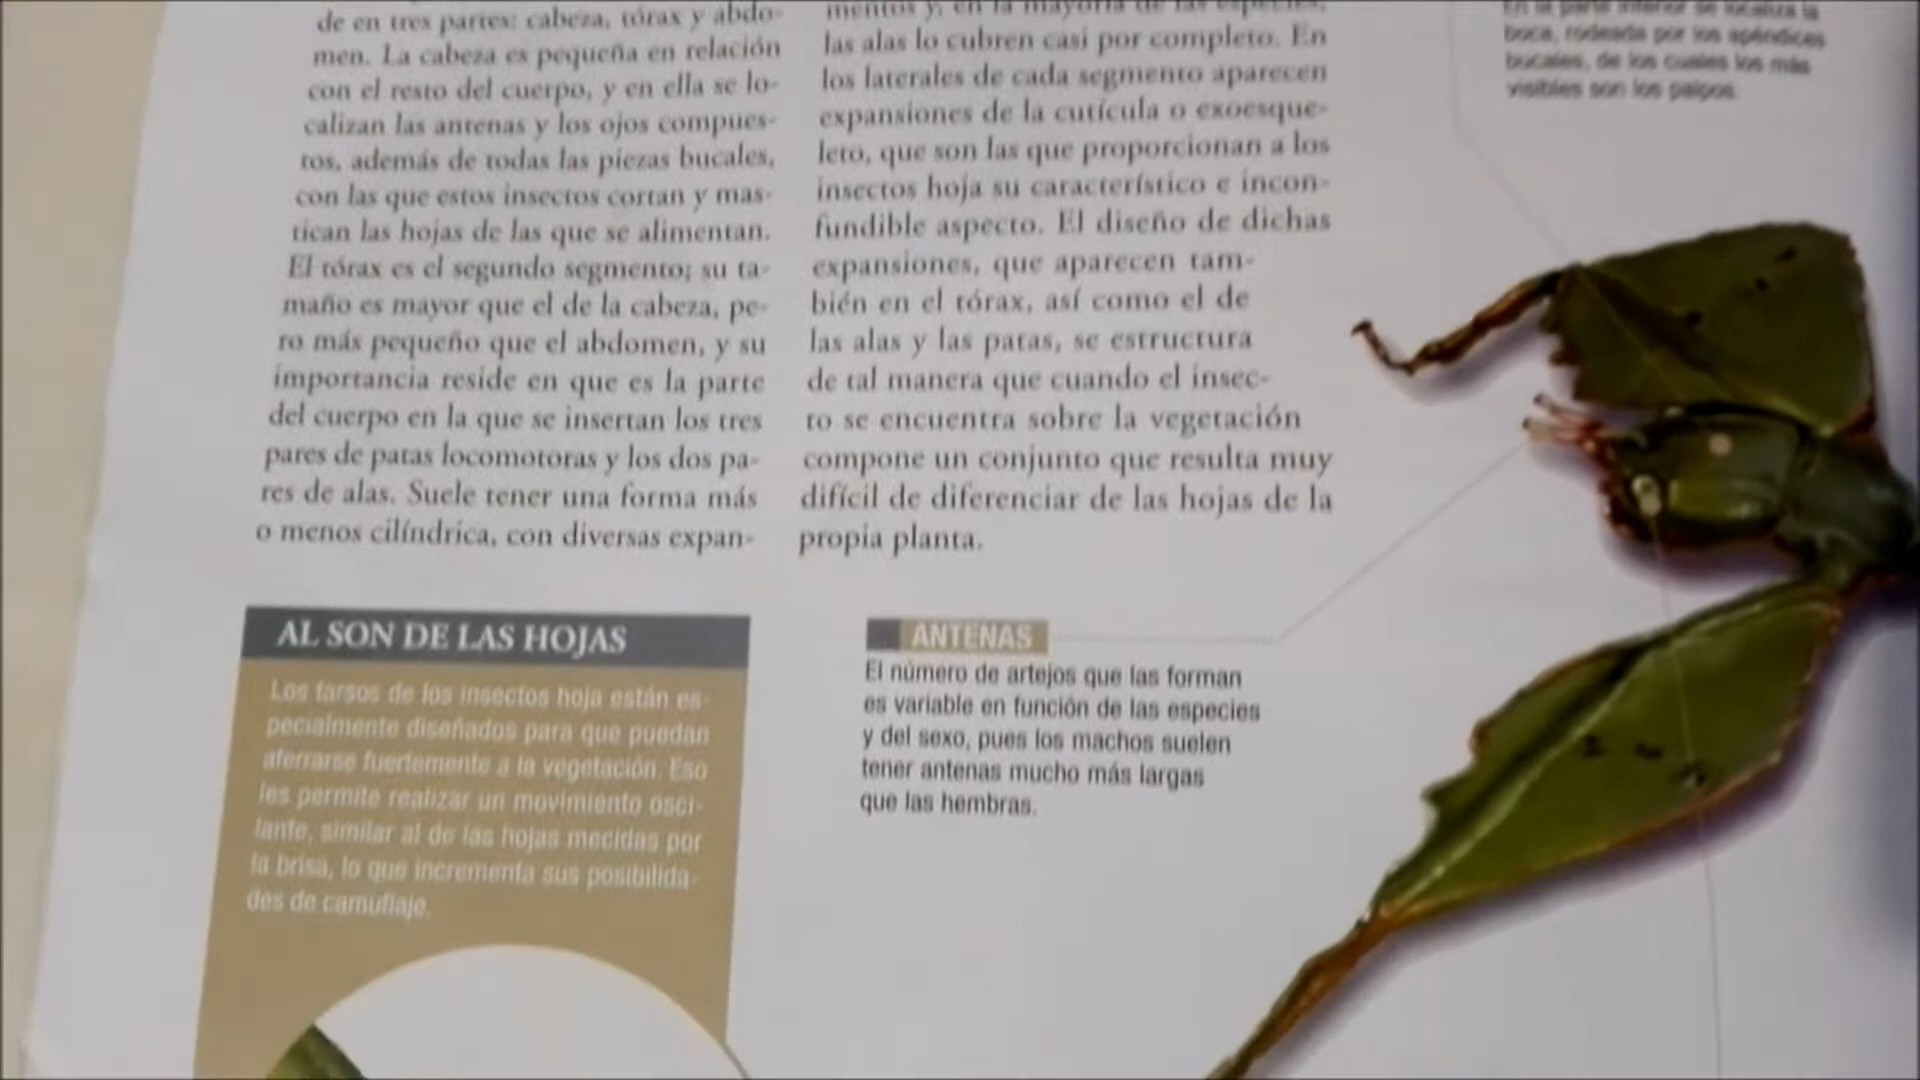 de en tres partes: cabeza, tórax y abdo-
men. La cabeza es pequeña en relación
con el resto del cuerpo, y en ella se lo-
calizan las antenas y los ojos compues-
tos, además de todas las piezas bucales,
con las que estos insectos cortan y mas-
tican las hojas de las que se alimentan.
El tórax es el segundo segmento; su ta-
maño es mayor que el de la cabeza, pe-
ro más pequeño que el abdomen, y su
importancia reside en que es la parte
del cuerpo en la que se insertan los tres
pares de patas locomotoras y los dos pa-
res de alas. Suele tener una forma más
o menos cilíndrica, con diversas expan-
mentos y, en la mayoría de las especies,
las alas lo cubren casi por completo. En
los laterales de cada segmento aparecen
expansiones de la cutícula o exoesque-
leto, que son las que proporcionan a los
insectos hoja su característico e incon-
fundible aspecto. El diseño de dichas
expansiones, que aparecen tam-
bién en el tórax, así como el de
las alas y las patas, se estructura
de tal manera que cuando el insec-
to se encuentra sobre la vegetación
compone un conjunto que resulta muy
difícil de diferenciar de las hojas de la
propia planta.
En la parte inferior se localiza la
boca, rodeada por los apéndices
bucales, de los cuales los más
visibles son los palpos.
AL SON DE LAS HOJAS
Los tarsos de los insectos hoja están es-
pecialmente diseñados para que puedan
aferrarse fuertemente a la vegetación. Eso
les permite realizar un movimiento osci-
lante, similar al de las hojas mecidas por
la brisa, lo que incrementa sus posibilida-
des de camuflaje.
ANTENAS
El número de artejos que las forman
es variable en función de las especies
y del sexo, pues los machos suelen
tener antenas mucho más largas
que las hembras.